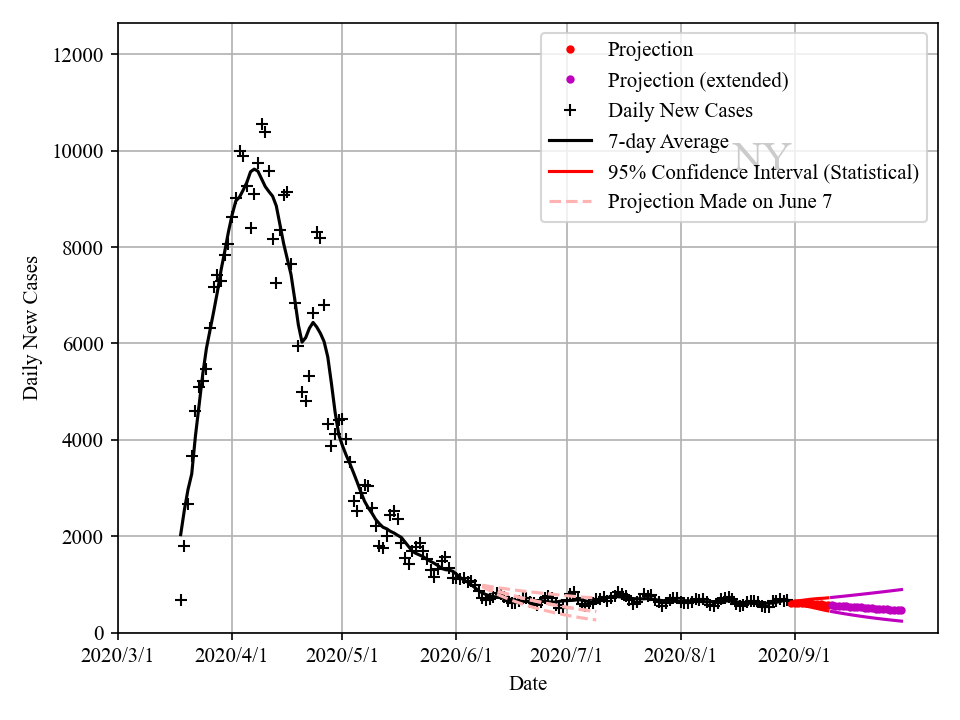 12000
10000
8000
6000
4000
2000
0
Daily New Cases
Projection
Projection (extended)
Daily New Cases
7-day Average
NY
95% Confidence Interval (Statistical)
Projection Made on June 7
2020/3/1 2020/4/1 2020/5/1 2020/6/1 2020/7/1 2020/8/1 2020/9/1
Date